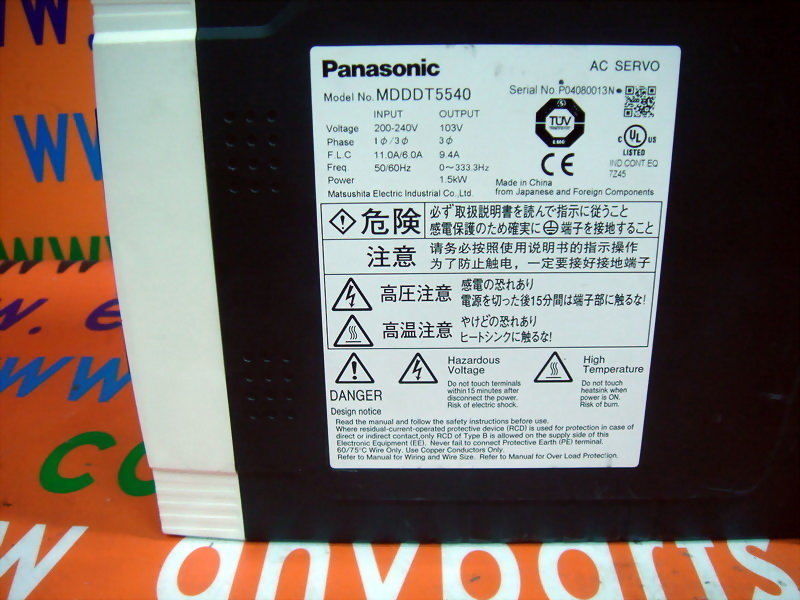 Panasonic
AC SERVO
Model No. MDDDT5540
Serial No. P04080013N
INPUT OUTPUT
Voltage 200-240V 103V
Phase 1ϕ/3ϕ 3ϕ
F.L.C 11.0A/6.0A 9.4A
Freq 50/60Hz 0~333.3Hz
Power 1.5kW
Matsushita Electric Industrial Co.,Ltd.
TÜV
EMC
CE
C UL US
LISTED
IND.CONT.EQ.
7Z45
Made in China
from Japanese and Foreign Components
危険
必ず取扱説明書を読んで指示に従うこと
感電保護のため確実に端子を接地すること
注意
请务必按照使用说明书的指示操作
为了防止触电，一定要接好接地端子
高圧注意
感電の恐れあり
電源を切った後15分間は端子部に触るな!
高温注意
やけどの恐れあり
ヒートシンクに触るな!
DANGER
Hazardous
Voltage
Do not touch terminals
within 15 minutes after
disconnect the power.
Risk of electric shock.
High
Temperature
Do not touch
heatsink when
power is ON.
Risk of burn.
Design notice
Read the manual and follow the safety instructions before use.
Where residual-current-operated protective device (RCD) is used for protection in case of
direct or indirect contact,only RCD of Type B is allowed on the supply side of this
Electronic Equipment (EE). Never fail to connect Protective Earth (PE) terminal.
60/75°C Wire Only. Use Copper Conductors Only.
Refer to Manual for Wiring and Wire Size. Refer to Manual for Over Load Protection.
WWW
w.e
co
w anyparts